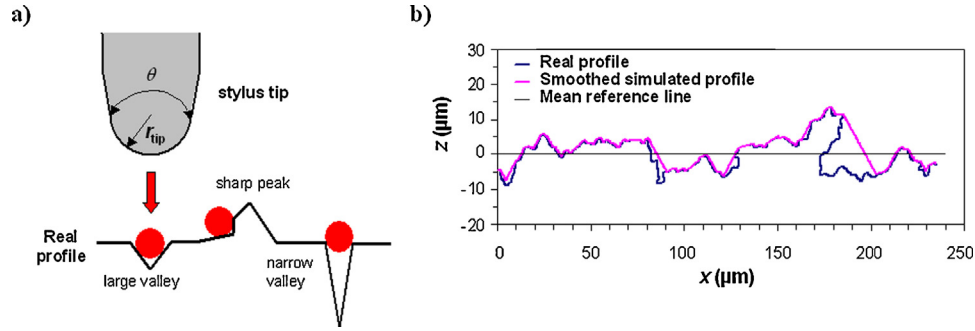 a)
θ
stylus tip
rtip
sharp peak
Real
profile
large valley
narrow
valley
b)
30
20
10
0
-10
-20
z (µm)
Real profile
Smoothed simulated profile
Mean reference line
0 50 100 150 200 250
x (µm)